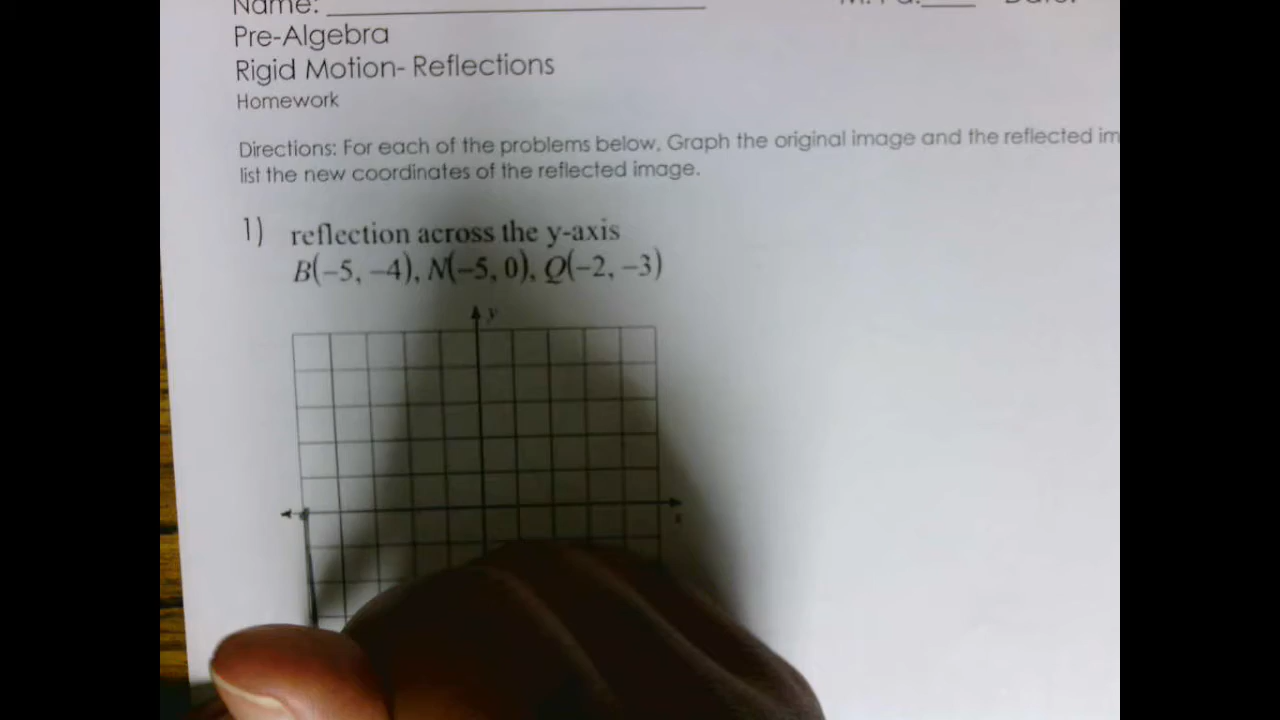 Name:
Pre-Algebra
Rigid Motion- Reflections
Homework
Directions: For each of the problems below, Graph the original image and the reflected im
list the new coordinates of the reflected image.
1) reflection across the y-axis
B(−5, −4), N(−5, 0), Q(−2, −3)
y
x